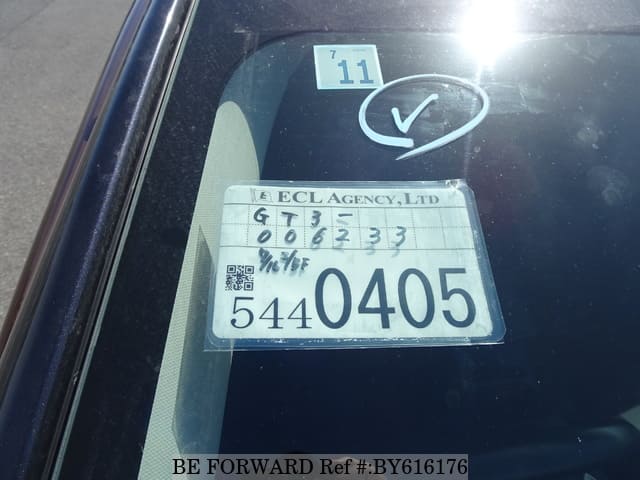 7
11
E ECL AGENCY,LTD
GT3-
006233
5440405
BE FORWARD Ref #:BY616176